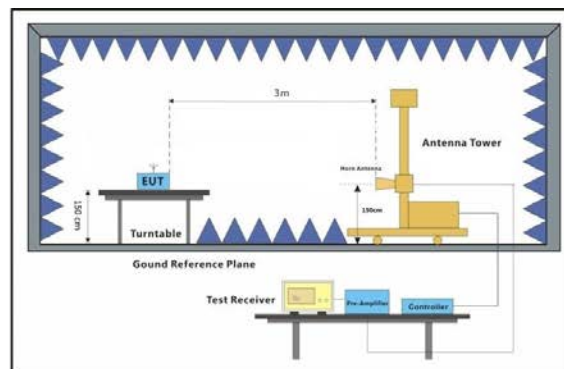 3m
Antenna Tower
Horn Antenna
EUT
150 cm
150cm
Turntable
Gound Reference Plane
Test Receiver
Pre-Amplifier
Controller